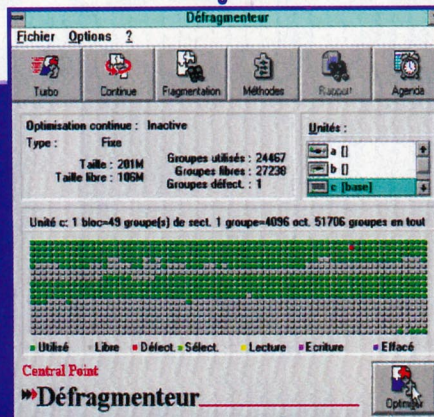 Défragmenteur
Fichier Options ?
Turbo Continue Fragmentation Méthodes Rapport Agenda
Optimisation continue : Inactive
Type : Fixe
Taille : 201M
Taille libre : 106M
Groupes utilisés : 24467
Groupes libres : 27238
Groupes défect. : 1
Unités :
a []
b []
c [base]
Unité c: 1 bloc=49 groupe(s) de sect. 1 groupe=4096 oct. 51706 groupes en tout
Utilisé Libre Défect. Sélect. Lecture Ecriture Effacé
Central Point
Défragmenteur
Optimiser